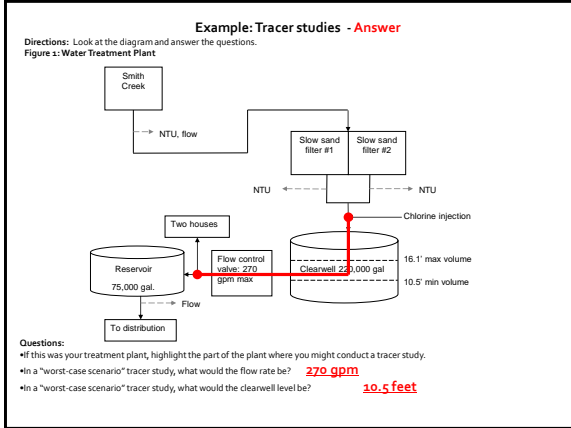 Example: Tracer studies - Answer
Directions: Look at the diagram and answer the questions.
Figure 1: Water Treatment Plant
Smith
Creek
NTU, flow
Slow sand
filter #1
Slow sand
filter #2
NTU
NTU
Chlorine injection
Two houses
Flow control
valve: 270
gpm max
Reservoir
75,000 gal.
Clearwell 220,000 gal
16.1' max volume
10.5' min volume
Flow
To distribution
Questions:
•If this was your treatment plant, highlight the part of the plant where you might conduct a tracer study.
•In a "worst-case scenario" tracer study, what would the flow rate be? 270 gpm
•In a "worst-case scenario" tracer study, what would the clearwell level be? 10.5 feet